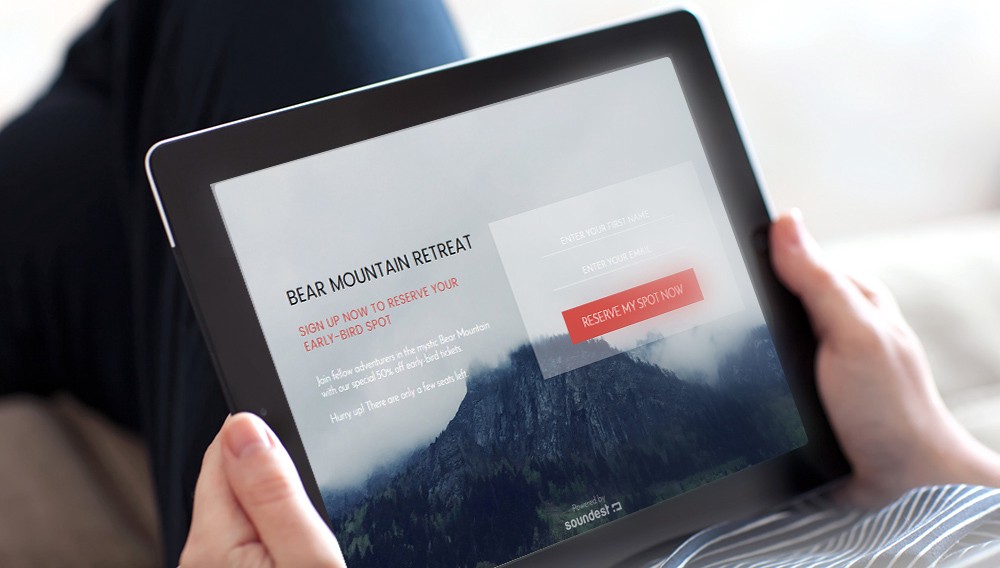 BEAR MOUNTAIN RETREAT
SIGN UP NOW TO RESERVE YOUR
EARLY-BIRD SPOT
Join fellow adventurers in the mystic Bear Mountain
with our special 50% off early-bird tickets.
Hurry up! There are only a few seats left.
ENTER YOUR FIRST NAME
ENTER YOUR EMAIL
RESERVE MY SPOT NOW
Powered by
soundest